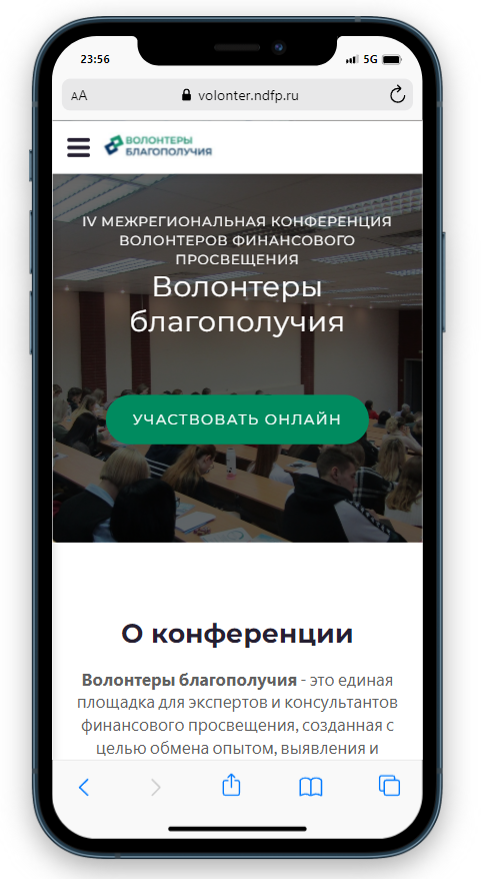 23:56
5G
AA
volonter.ndfp.ru
ВОЛОНТЕРЫ
БЛАГОПОЛУЧИЯ
IV МЕЖРЕГИОНАЛЬНАЯ КОНФЕРЕНЦИЯ
ВОЛОНТЕРОВ ФИНАНСОВОГО
ПРОСВЕЩЕНИЯ
Волонтеры
благополучия
УЧАСТВОВАТЬ ОНЛАЙН
О конференции
Волонтеры благополучия - это единая
площадка для экспертов и консультантов
финансового просвещения, созданная с
целью обмена опытом, выявления и